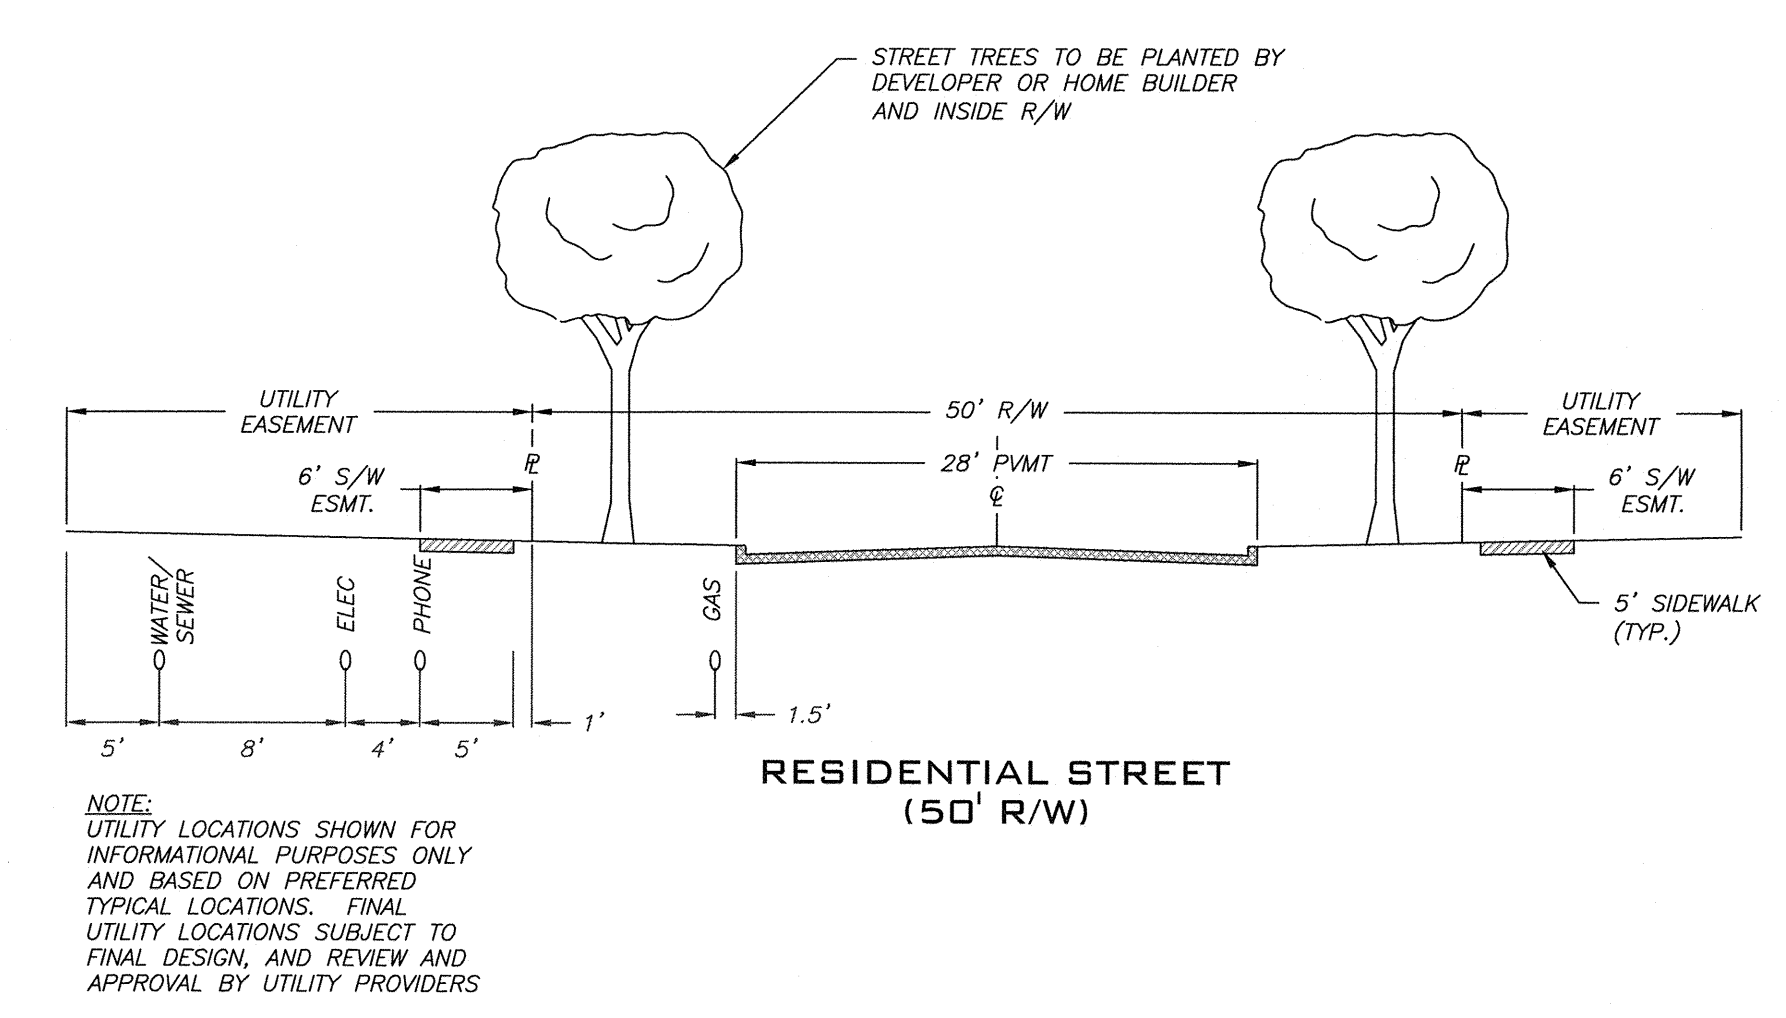 STREET TREES TO BE PLANTED BY
DEVELOPER OR HOME BUILDER
AND INSIDE R/W
UTILITY
EASEMENT
50' R/W
UTILITY
EASEMENT
28' PVMT
6' S/W
ESMT.
PL
CL
PL
6' S/W
ESMT.
WATER/
SEWER
ELEC
PHONE
GAS
5' SIDEWALK
(TYP.)
5'
8'
4'
5'
1'
1.5'
RESIDENTIAL STREET
(50' R/W)
NOTE:
UTILITY LOCATIONS SHOWN FOR
INFORMATIONAL PURPOSES ONLY
AND BASED ON PREFERRED
TYPICAL LOCATIONS. FINAL
UTILITY LOCATIONS SUBJECT TO
FINAL DESIGN, AND REVIEW AND
APPROVAL BY UTILITY PROVIDERS